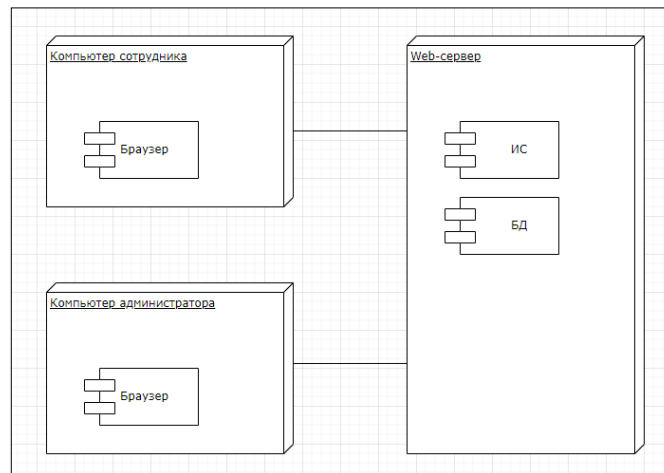 Компьютер сотрудника
Браузер
Web-сервер
ИС
БД
Компьютер администратора
Браузер